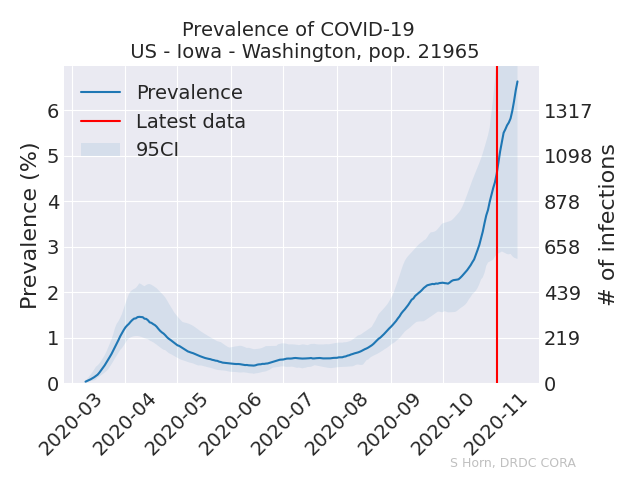 Prevalence of COVID-19
US - Iowa - Washington, pop. 21965
Prevalence
Latest data
95CI
Prevalence (%)
6
5
4
3
2
1
0
1317
1098
878
658
439
219
0
# of infections
2020-03
2020-04
2020-05
2020-06
2020-07
2020-08
2020-09
2020-10
2020-11
S Horn, DRDC CORA